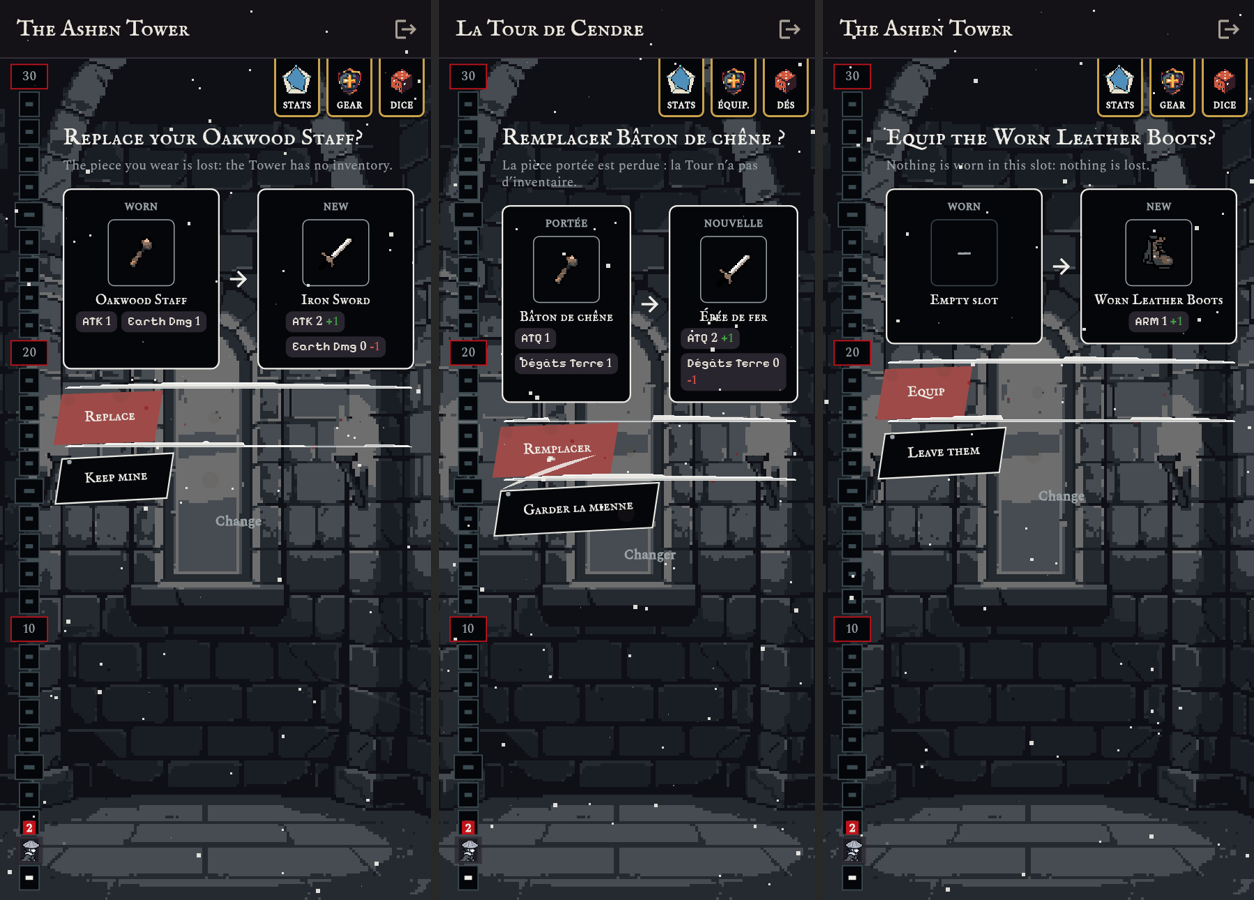 The Ashen Tower
30
STATS
GEAR
DICE
Replace your Oakwood Staff?
The piece you wear is lost: the Tower has no inventory.
WORN
NEW
Oakwood Staff
Iron Sword
ATK 1
Earth Dmg 1
ATK 2 +1
Earth Dmg 0 -1
20
Replace
Keep mine
Change
10
2
La Tour de Cendre
30
STATS
ÉQUIP.
DÉS
Remplacer Bâton de chêne ?
La pièce portée est perdue : la Tour n'a pas
d'inventaire.
PORTÉE
NOUVELLE
Bâton de chêne
Épée de fer
ATQ 1
Dégâts Terre 1
ATQ 2 +1
Dégâts Terre 0
-1
20
Remplacer
Garder la mienne
Changer
10
2
The Ashen Tower
30
STATS
GEAR
DICE
Equip the Worn Leather Boots?
Nothing is worn in this slot: nothing is lost.
WORN
NEW
–
Empty slot
Worn Leather Boots
ARM 1 +1
20
Equip
Leave them
Change
10
2